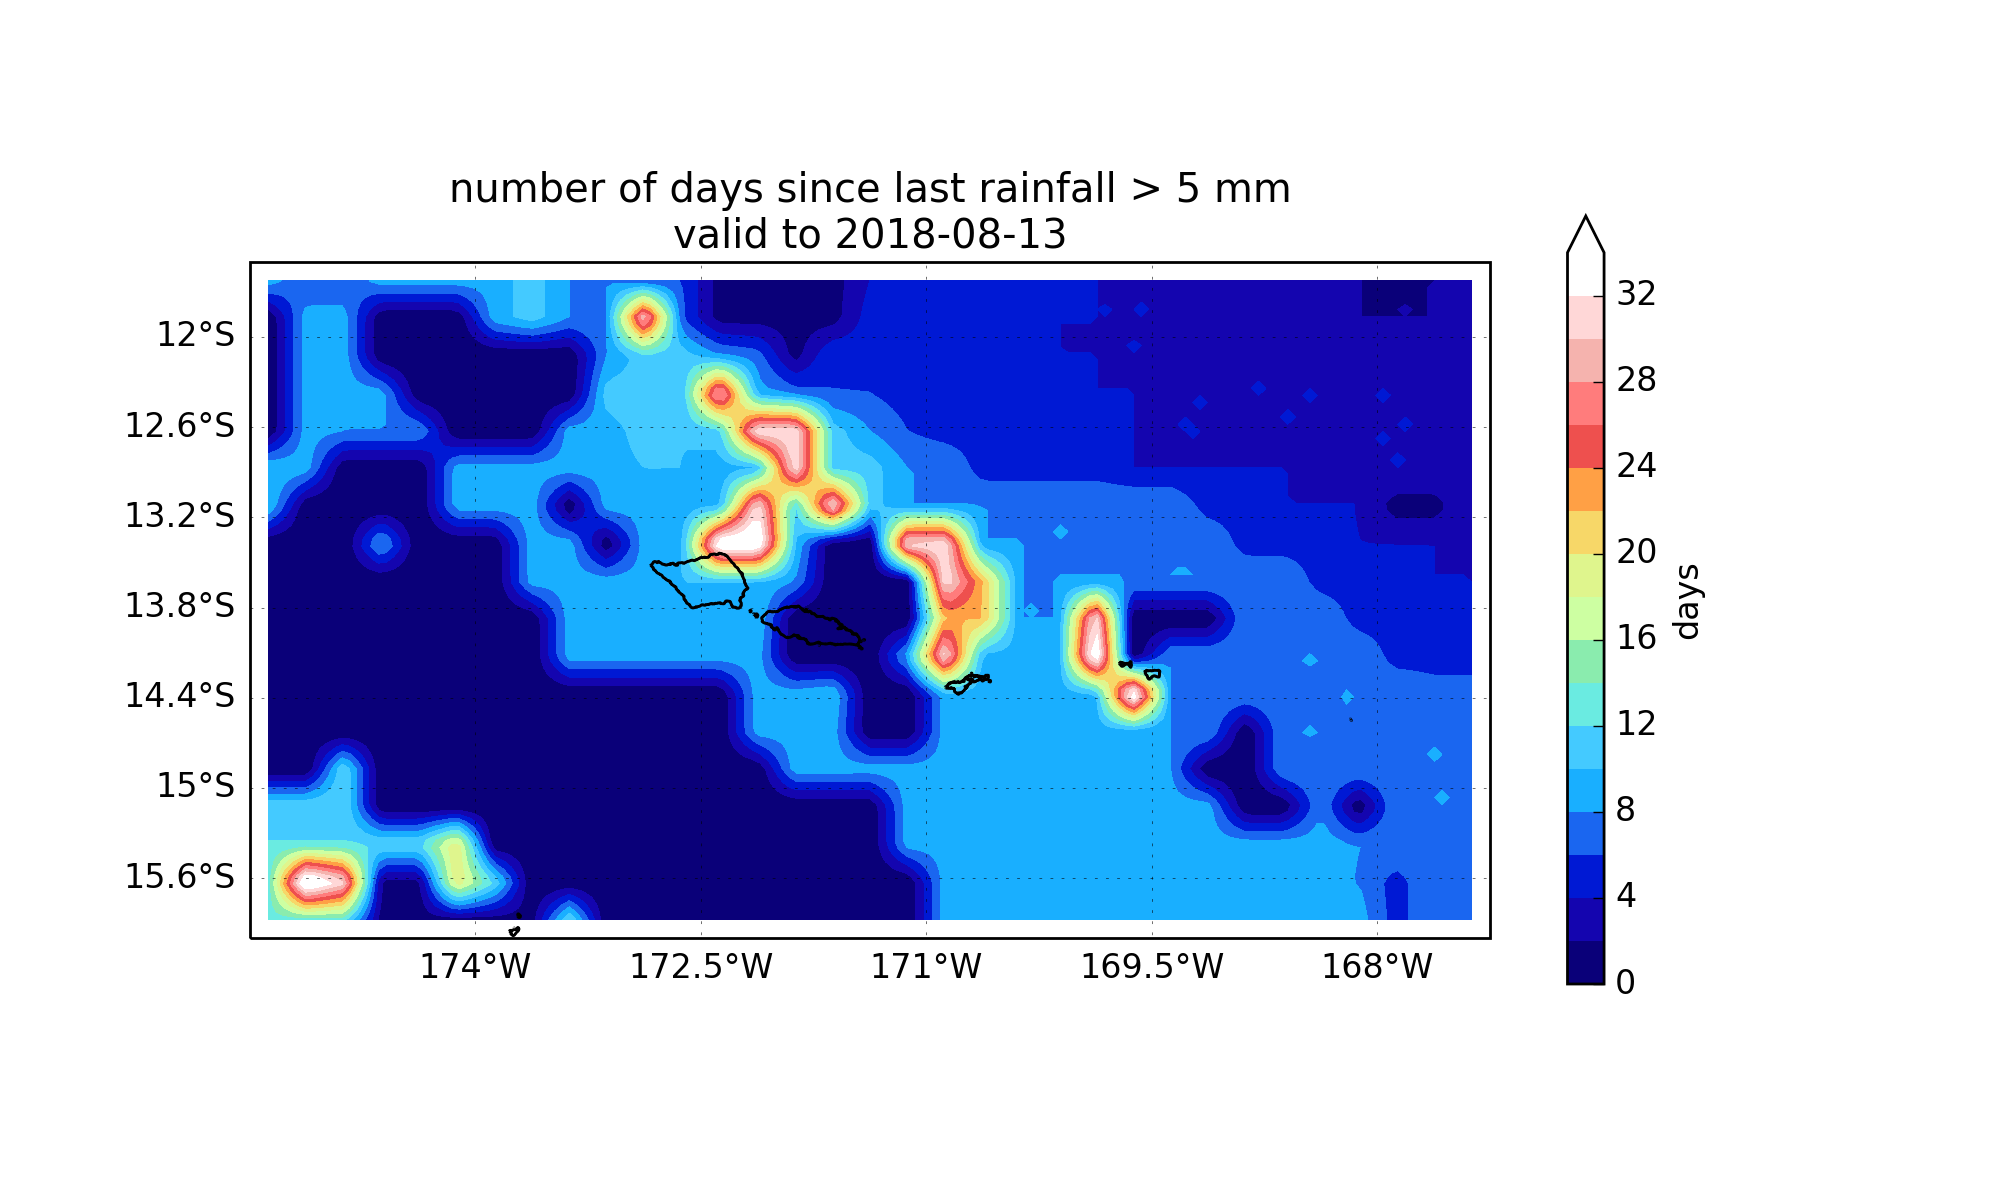 number of days since last rainfall > 5 mm
valid to 2018-08-13
12°S
12.6°S
13.2°S
13.8°S
14.4°S
15°S
15.6°S
174°W
172.5°W
171°W
169.5°W
168°W
32
28
24
20
16
12
8
4
0
days